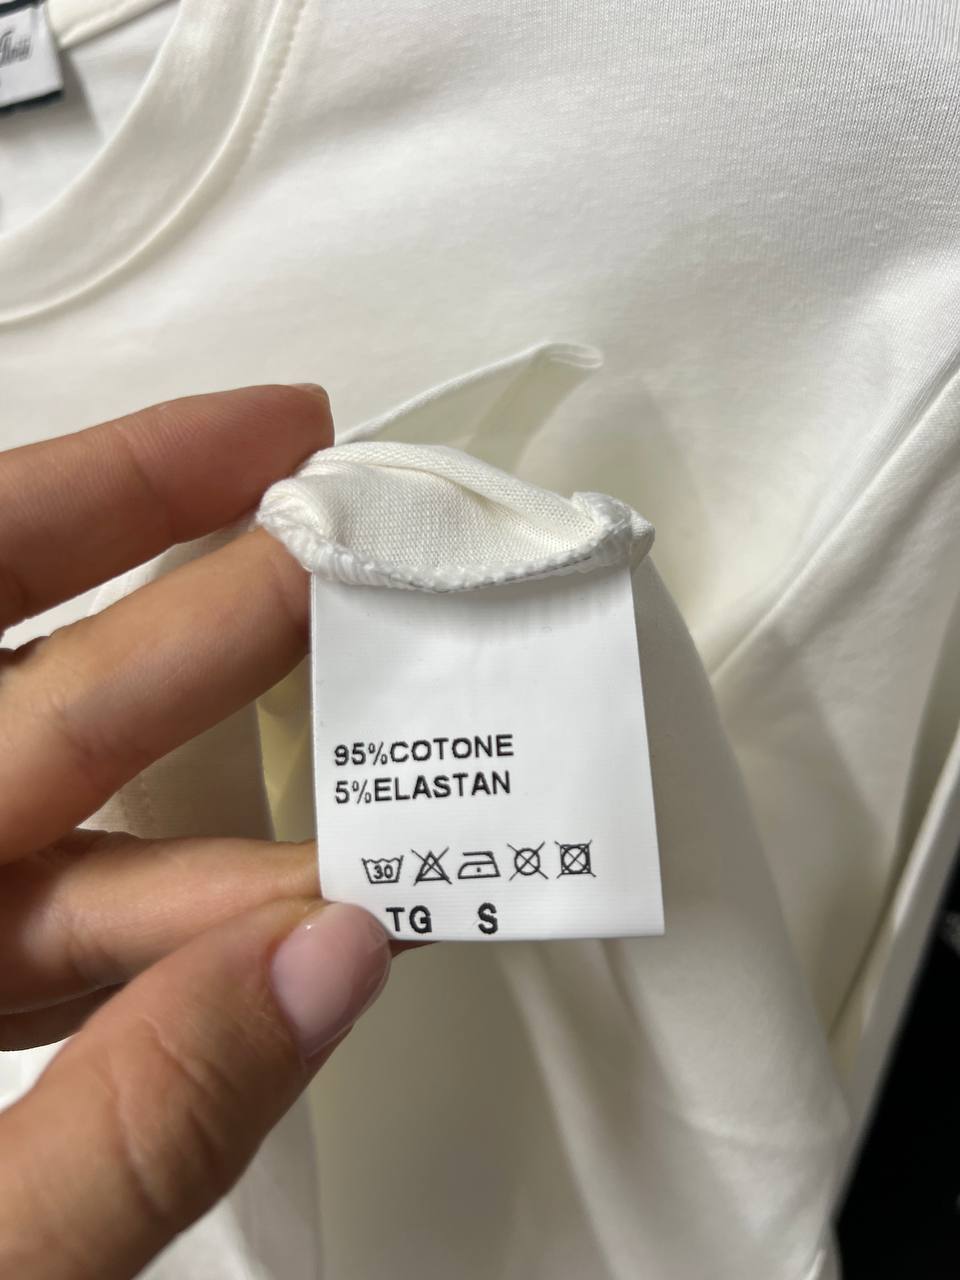 95%COTONE
5%ELASTAN
30
TG S